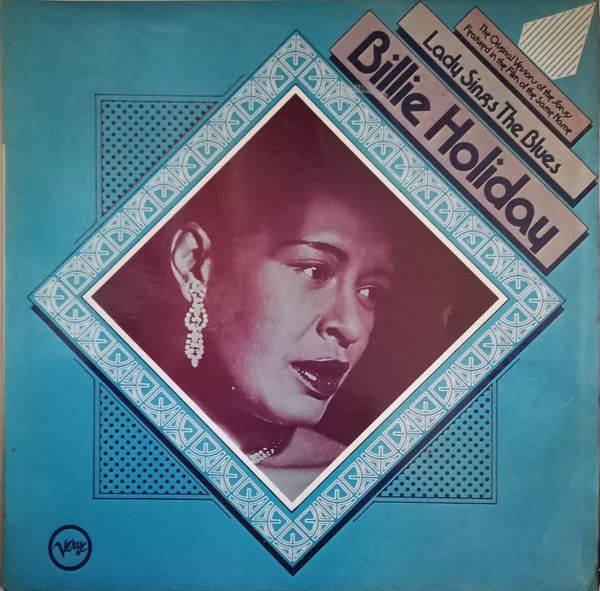 The Original Versions of the Songs
Featured in the Film of the Same Name
Lady Sings The Blues
Billie Holiday
Verve